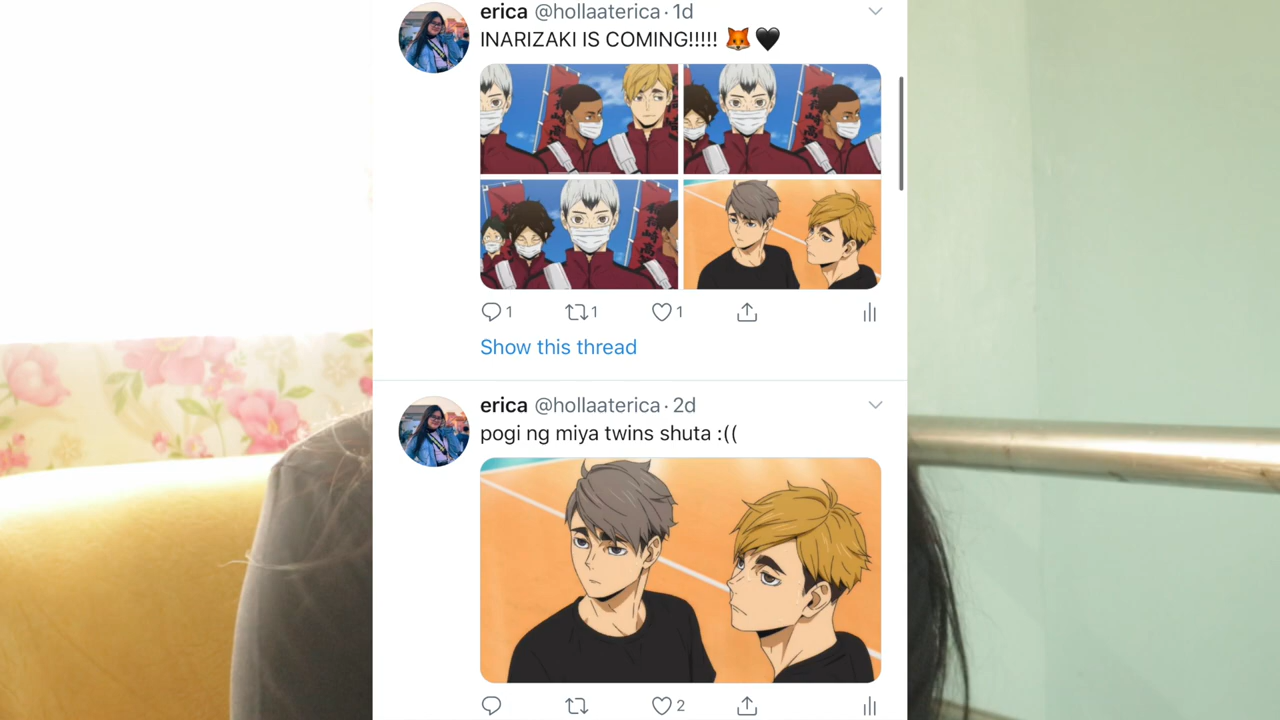 erica @hollaaterica · 1d
INARIZAKI IS COMING!!!!! 🦊 🖤
1 1 1
Show this thread
erica @hollaaterica · 2d
pogi ng miya twins shuta :((
2